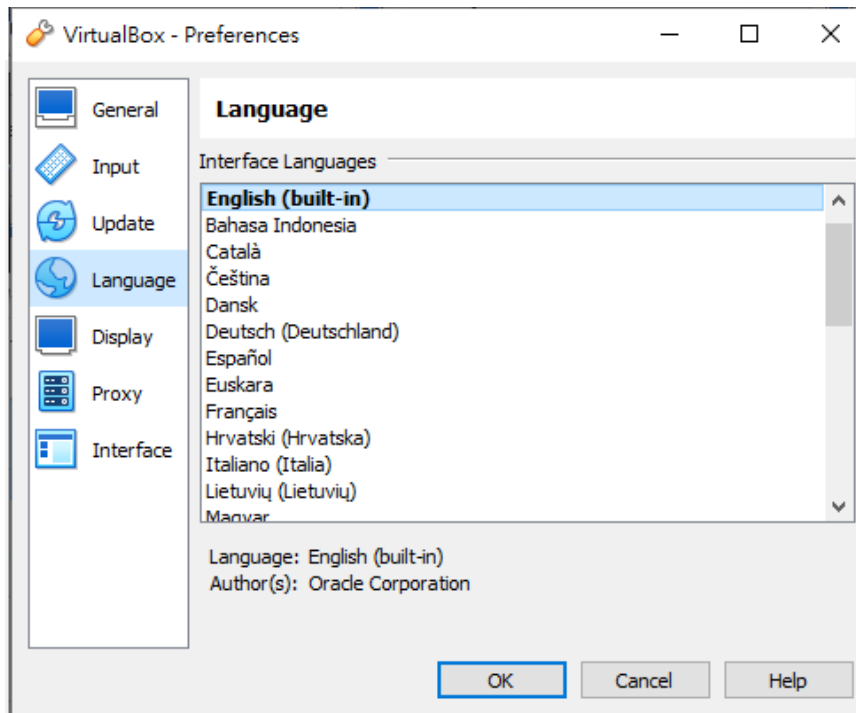 VirtualBox - Preferences
General
Input
Update
Language
Display
Proxy
Interface
Language
Interface Languages
English (built-in)
Bahasa Indonesia
Català
Čeština
Dansk
Deutsch (Deutschland)
Español
Euskara
Français
Hrvatski (Hrvatska)
Italiano (Italia)
Lietuvių (Lietuvių)
Magyar
Language: English (built-in)
Author(s): Oracle Corporation
OK Cancel Help